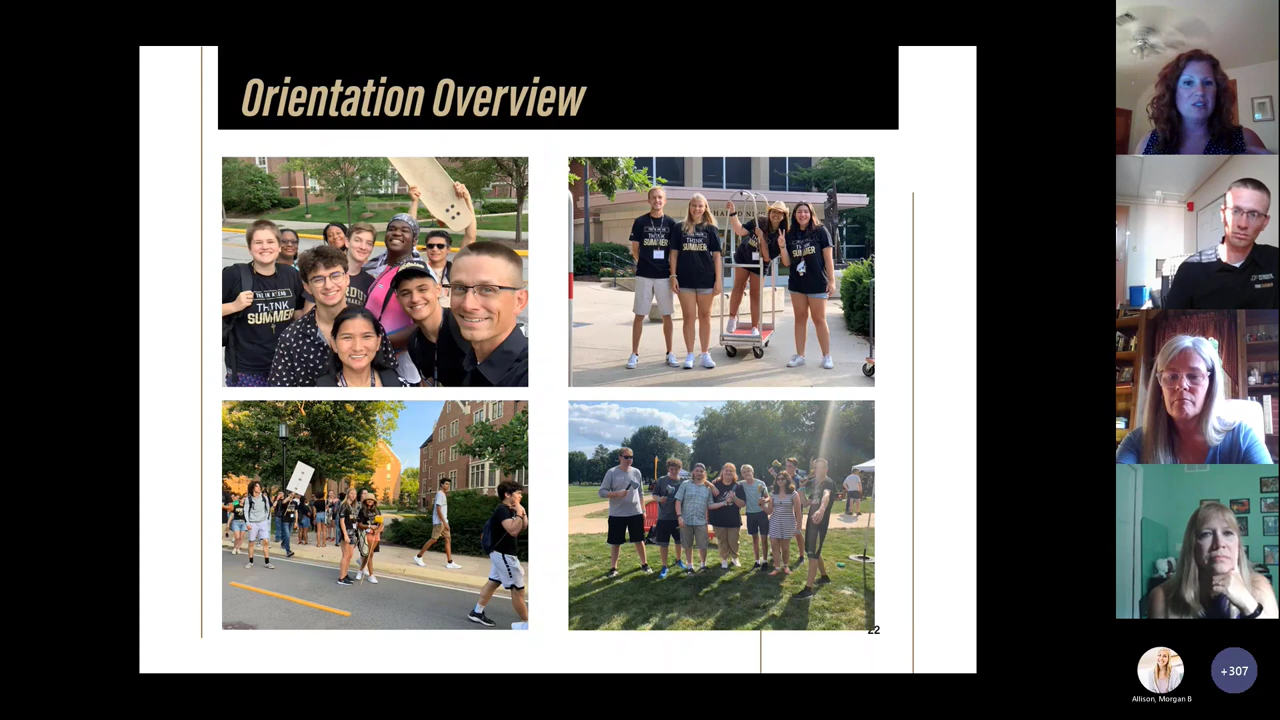 Orientation Overview
THINK
SUMMER
THINK
SUMMER
22
Allison, Morgan B
+307